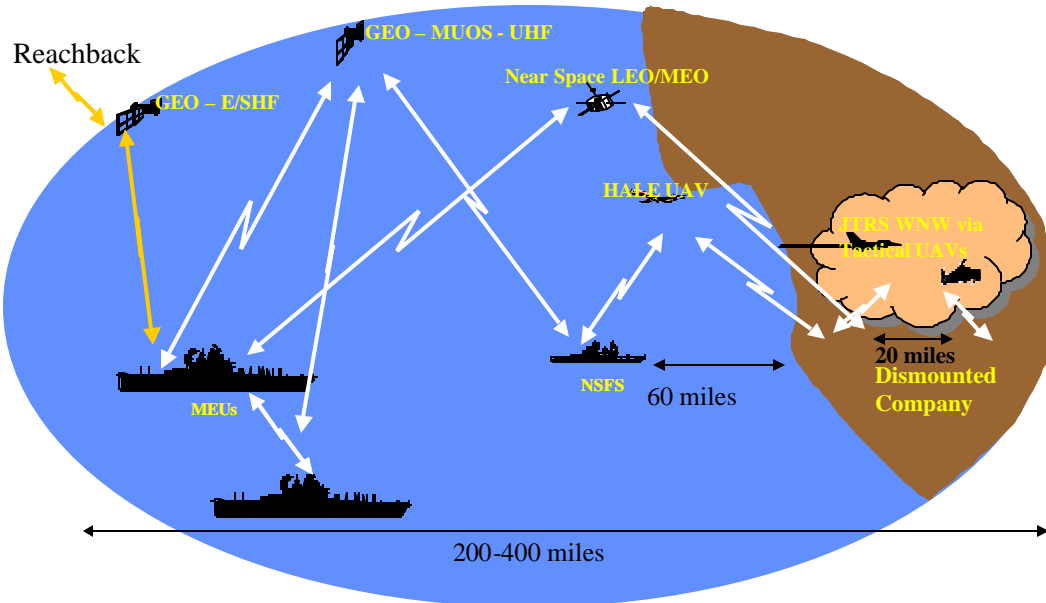 GEO – MUOS - UHF
Reachback
Near Space LEO/MEO
GEO – E/SHF
HALE UAV
JTRS WNW via
Tactical UAVs
20 miles
Dismounted
Company
NSFS
60 miles
MEUs
200-400 miles